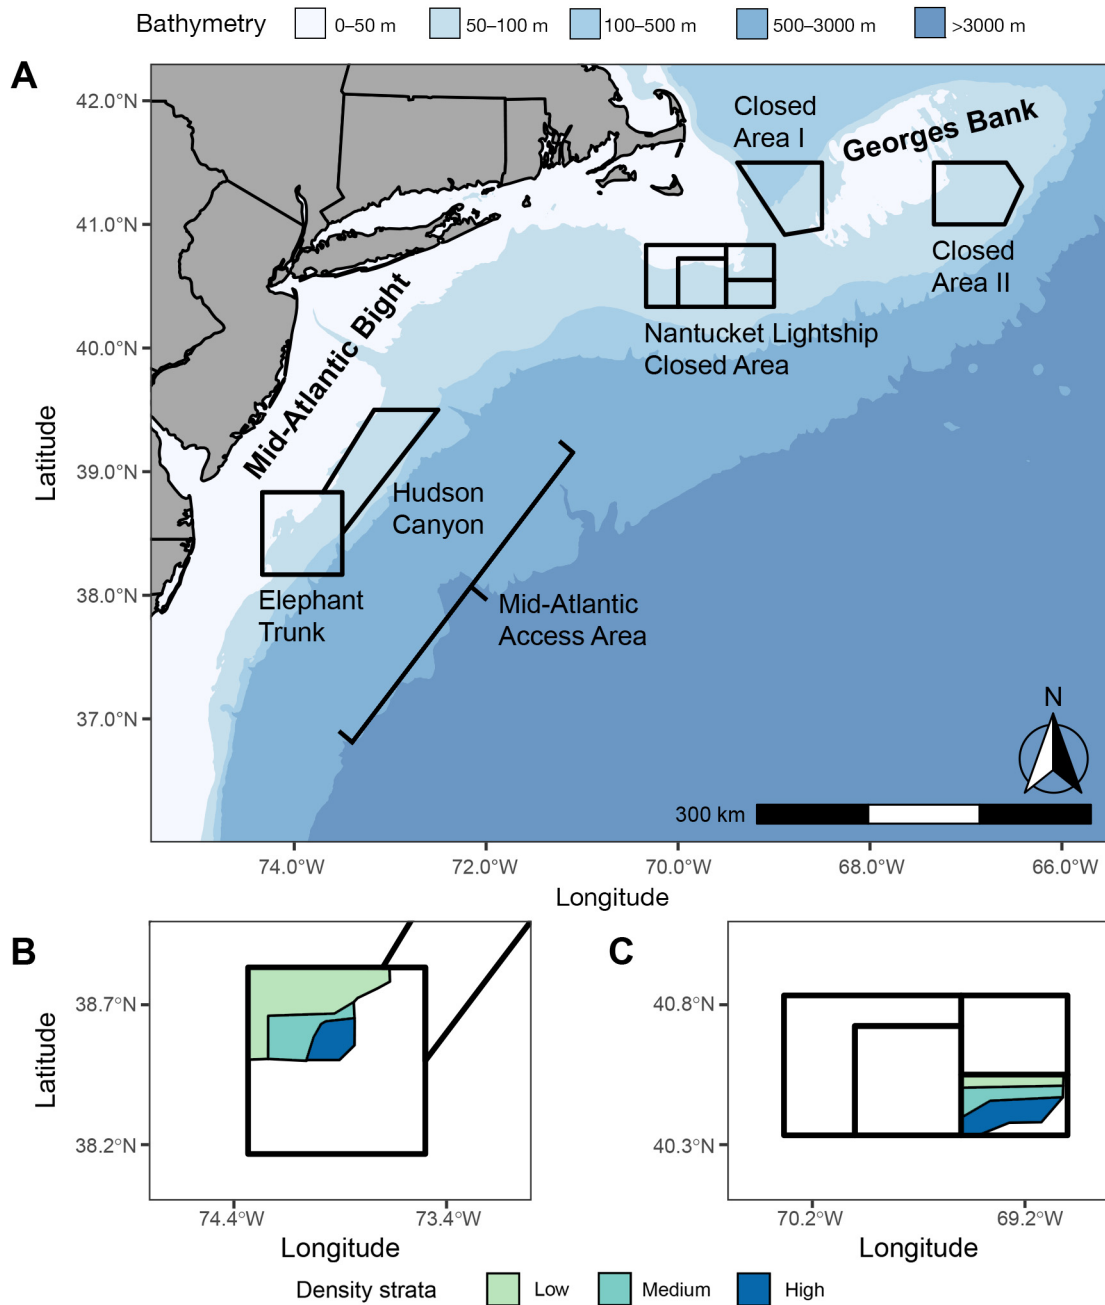 Bathymetry 0–50 m 50–100 m 100–500 m 500–3000 m >3000 m
A
42.0°N
41.0°N
40.0°N
39.0°N
38.0°N
37.0°N
Latitude
Closed
Area I
Georges Bank
Closed
Area II
Nantucket Lightship
Closed Area
Mid-Atlantic Bight
Hudson
Canyon
Elephant
Trunk
Mid-Atlantic
Access Area
N
300 km
74.0°W 72.0°W 70.0°W 68.0°W 66.0°W
Longitude
B
38.7°N
38.2°N
Latitude
74.4°W 73.4°W
Longitude
C
40.8°N
40.3°N
70.2°W 69.2°W
Longitude
Density strata Low Medium High